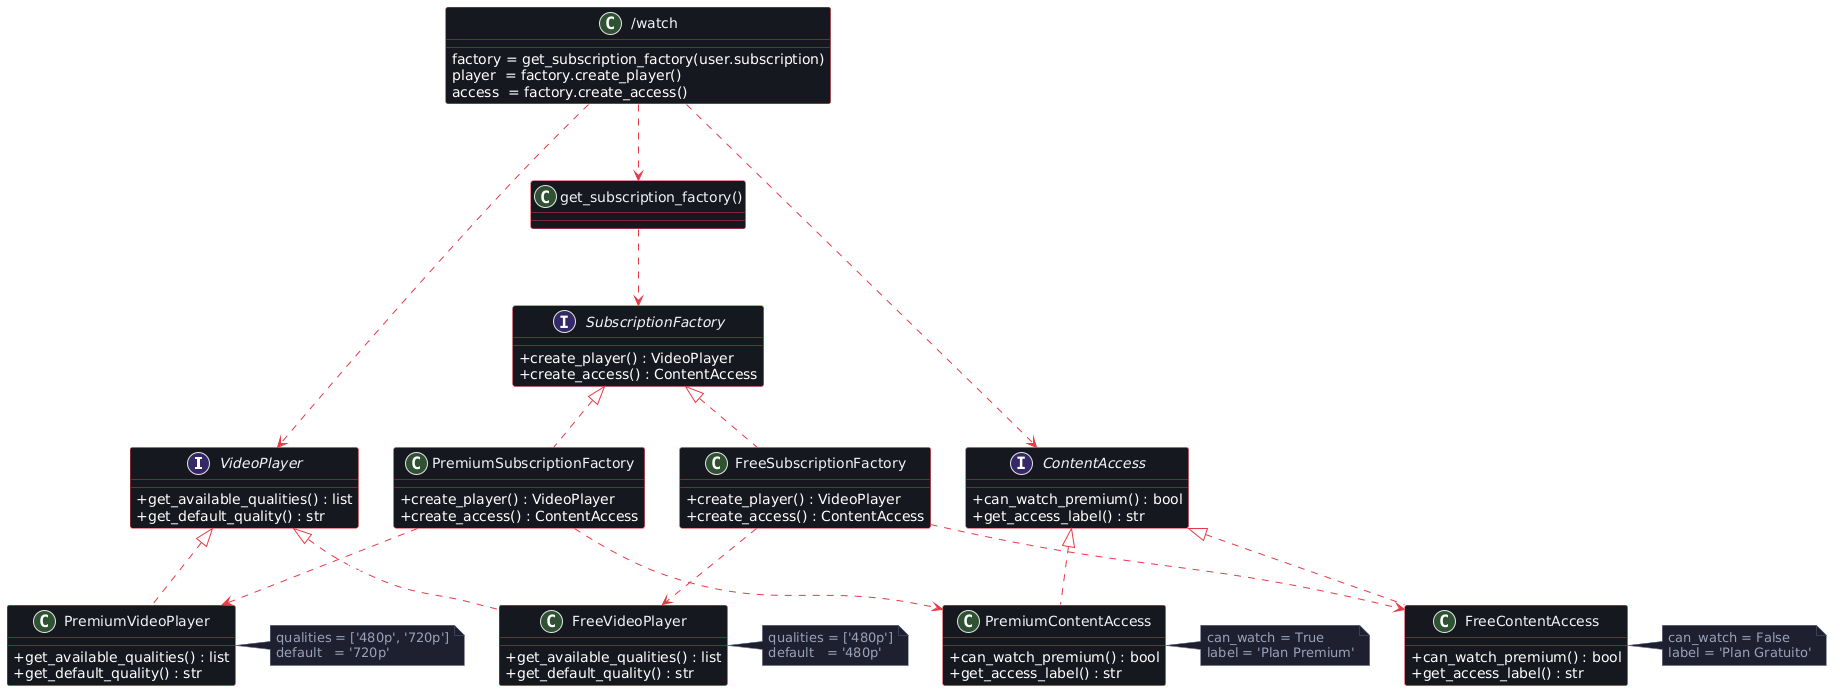 C /watch
factory = get_subscription_factory(user.subscription)
player  = factory.create_player()
access  = factory.create_access()
C get_subscription_factory()
I SubscriptionFactory
+create_player() : VideoPlayer
+create_access() : ContentAccess
I VideoPlayer
+get_available_qualities() : list
+get_default_quality() : str
C PremiumSubscriptionFactory
+create_player() : VideoPlayer
+create_access() : ContentAccess
C FreeSubscriptionFactory
+create_player() : VideoPlayer
+create_access() : ContentAccess
I ContentAccess
+can_watch_premium() : bool
+get_access_label() : str
C PremiumVideoPlayer
+get_available_qualities() : list
+get_default_quality() : str
qualities = ['480p', '720p']
default   = '720p'
C FreeVideoPlayer
+get_available_qualities() : list
+get_default_quality() : str
qualities = ['480p']
default   = '480p'
C PremiumContentAccess
+can_watch_premium() : bool
+get_access_label() : str
can_watch = True
label = 'Plan Premium'
C FreeContentAccess
+can_watch_premium() : bool
+get_access_label() : str
can_watch = False
label = 'Plan Gratuito'